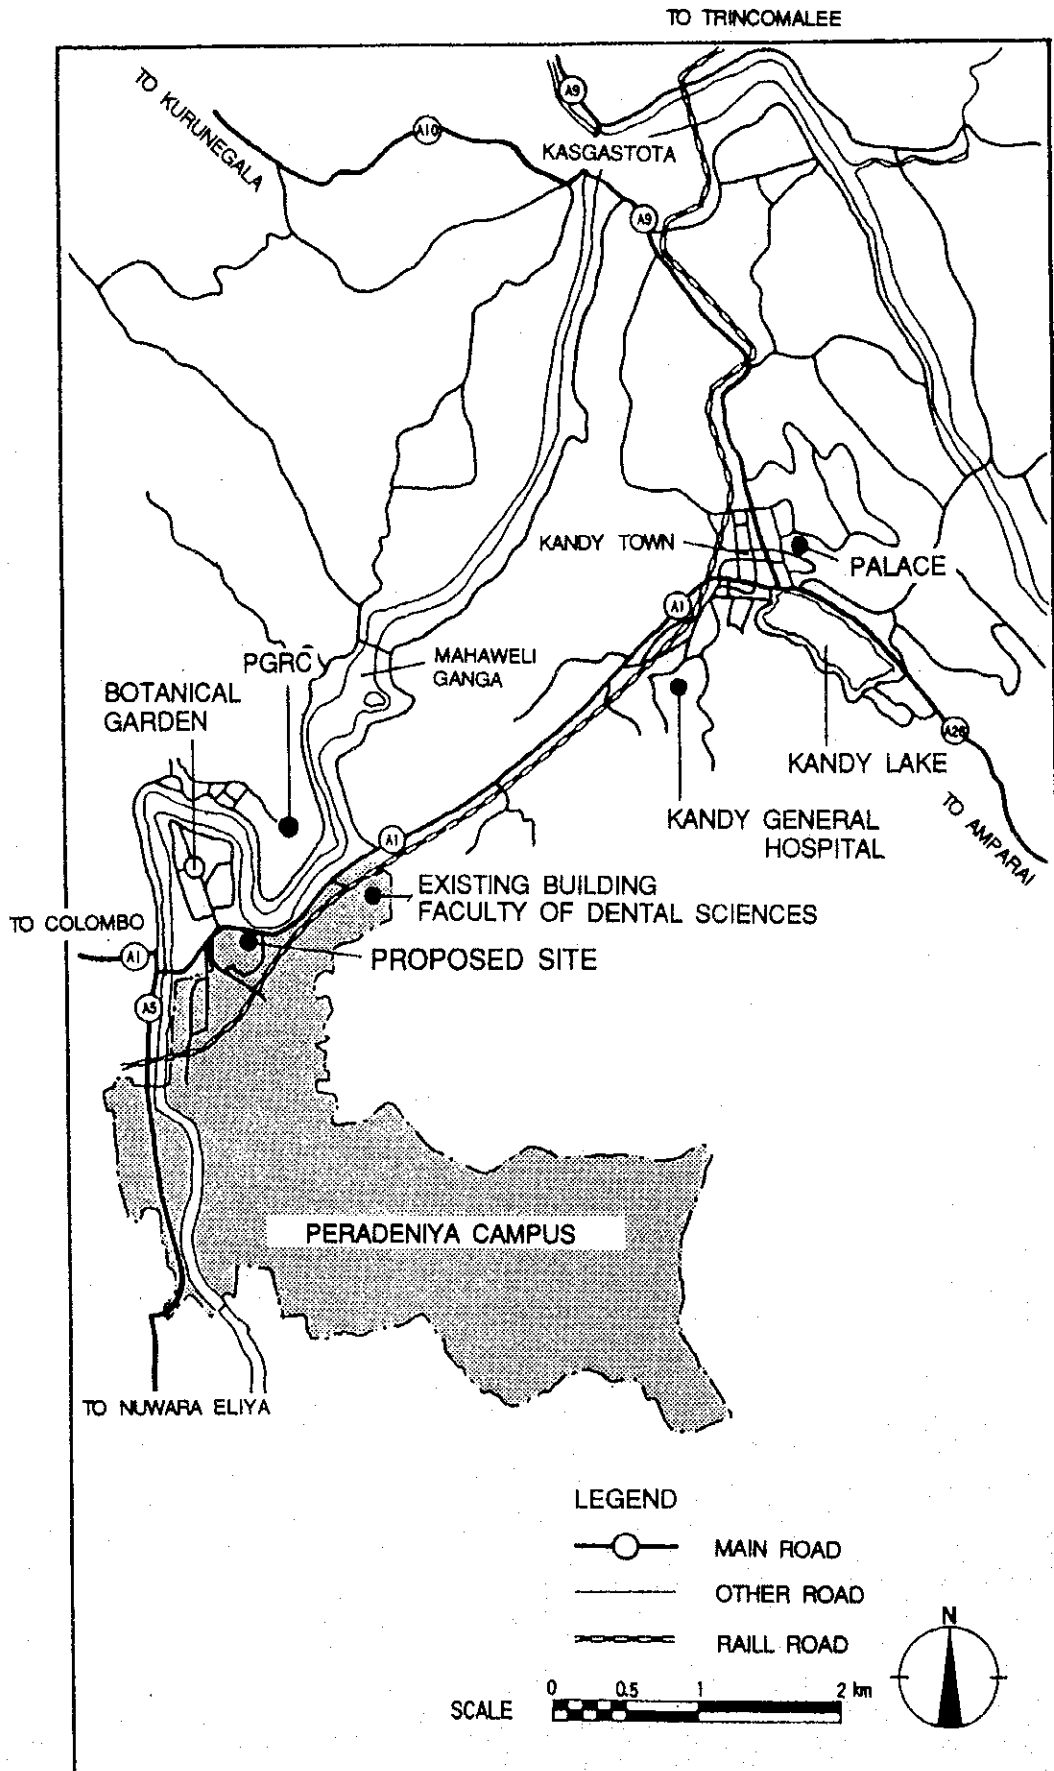 TO TRINCOMALEE
TO KURUNEGALA
A9
A10
KASGASTOTA
A9
KANDY TOWN
PALACE
A1
PGRC
MAHAWELI
GANGA
BOTANICAL
GARDEN
A26
KANDY LAKE
TO AMPARAI
KANDY GENERAL
HOSPITAL
A1
EXISTING BUILDING
FACULTY OF DENTAL SCIENCES
TO COLOMBO
A1
PROPOSED SITE
A5
PERADENIYA CAMPUS
TO NUWARA ELIYA
LEGEND
MAIN ROAD
OTHER ROAD
RAILL ROAD
N
SCALE
0 0.5 1 2 km